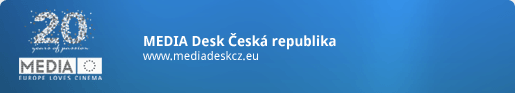 20
years of passion
MEDIA
EUROPE LOVES CINEMA
MEDIA Desk Česká republika
www.mediadeskcz.eu